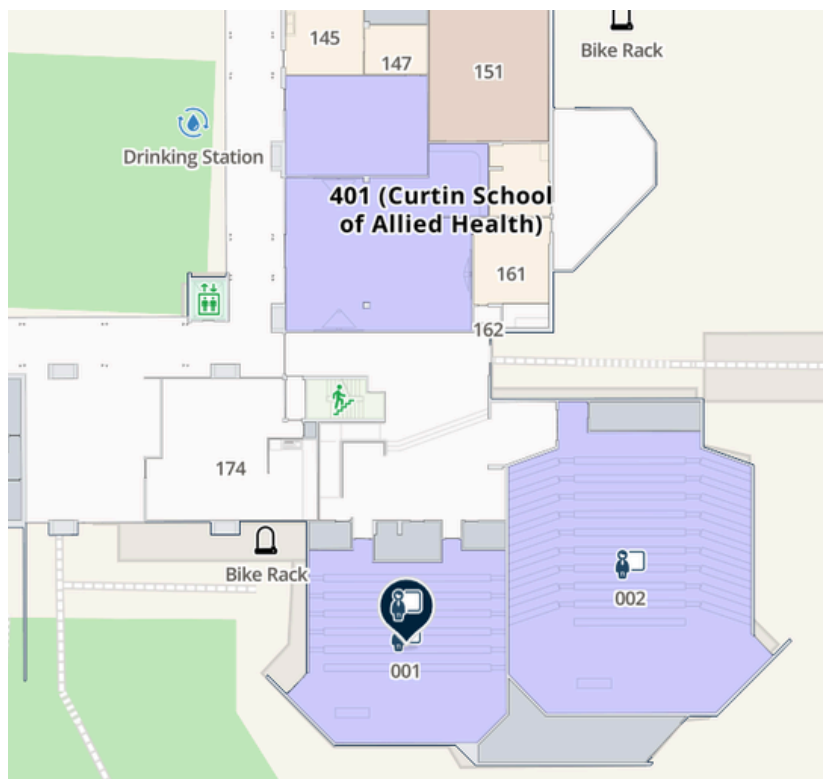 145
147
151
Bike Rack
Drinking Station
401 (Curtin School
of Allied Health)
161
162
174
Bike Rack
002
001